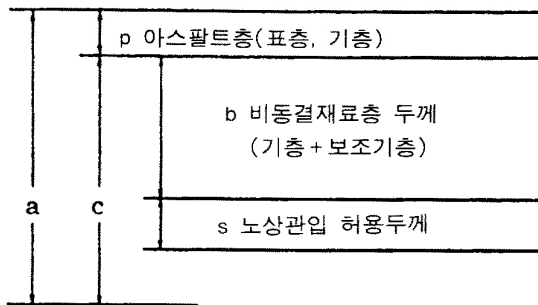 p 아스팔트층(표층, 기층)
b 비동결재료층 두께
(기층+보조기층)
a
c
s 노상관입 허용두께